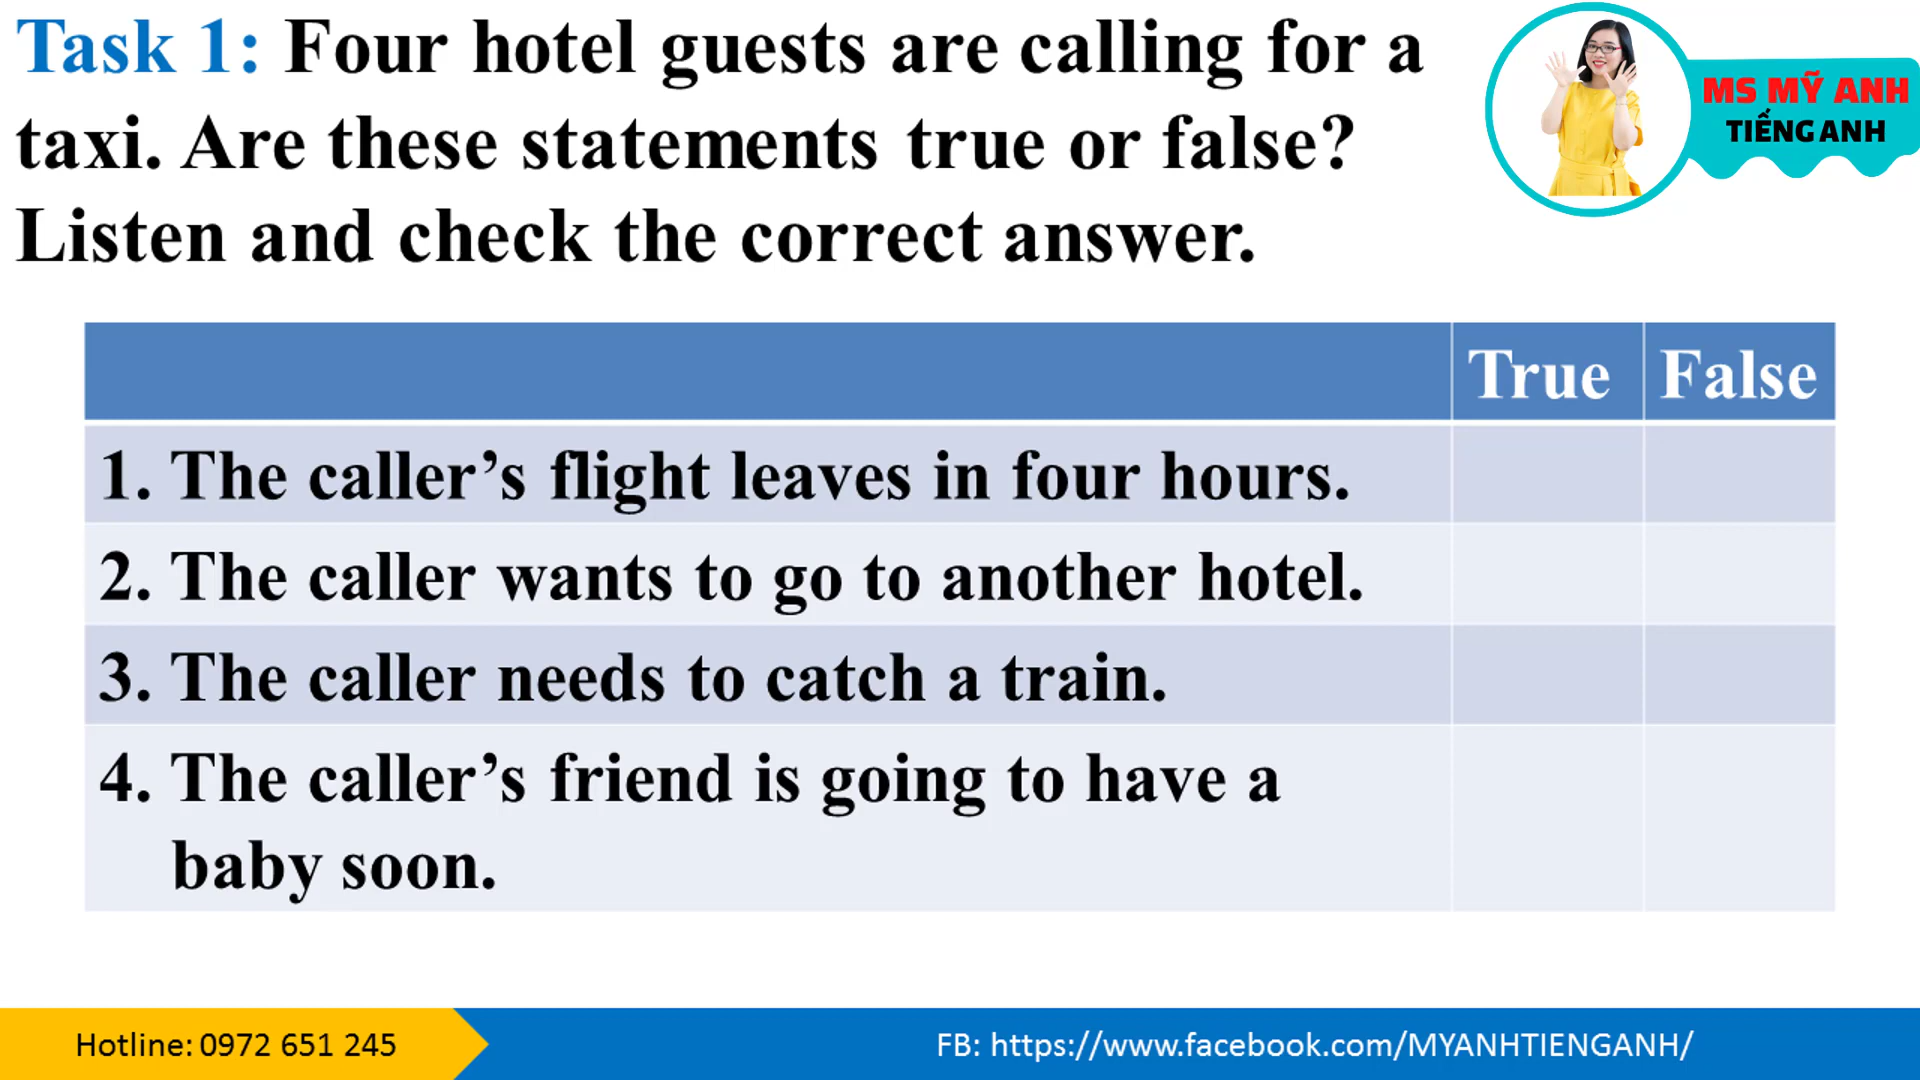 Task 1: Four hotel guests are calling for a
taxi. Are these statements true or false?
Listen and check the correct answer.
MS MỸ ANH
TIẾNG ANH
True False
1. The caller’s flight leaves in four hours.
2. The caller wants to go to another hotel.
3. The caller needs to catch a train.
4. The caller’s friend is going to have a
baby soon.
Hotline: 0972 651 245
FB: https://www.facebook.com/MYANHTIENGANH/